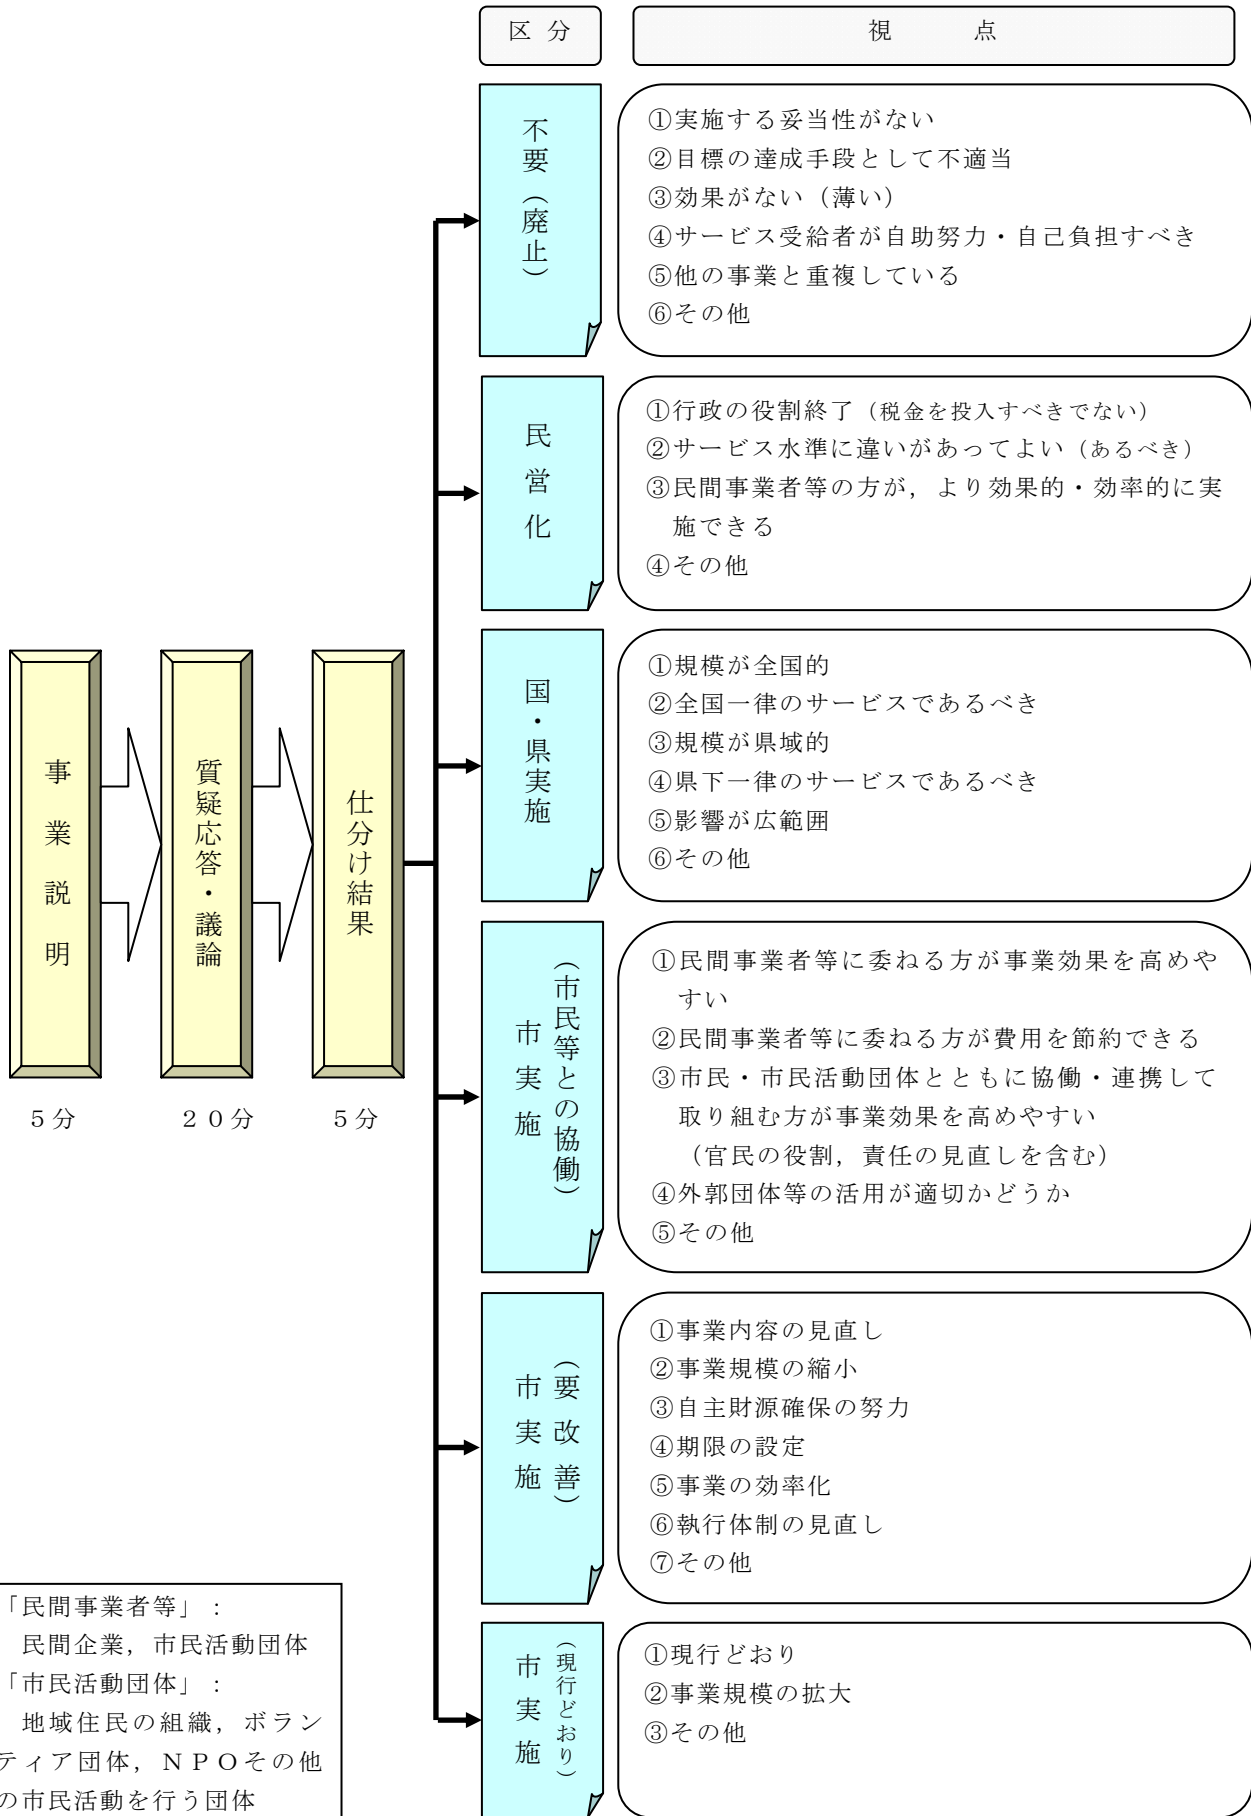 区 分
視 点
不要（廃止）
①実施する妥当性がない
②目標の達成手段として不適当
③効果がない（薄い）
④サービス受給者が自助努力・自己負担すべき
⑤他の事業と重複している
⑥その他
民営化
①行政の役割終了（税金を投入すべきでない）
②サービス水準に違いがあってよい（あるべき）
③民間事業者等の方が，より効果的・効率的に実
施できる
④その他
国・県実施
①規模が全国的
②全国一律のサービスであるべき
③規模が県域的
④県下一律のサービスであるべき
⑤影響が広範囲
⑥その他
事業説明
質疑応答・議論
仕分け結果
５分
２０分
５分
市実施
（市民等との協働）
①民間事業者等に委ねる方が事業効果を高めや
すい
②民間事業者等に委ねる方が費用を節約できる
③市民・市民活動団体とともに協働・連携して
取り組む方が事業効果を高めやすい
（官民の役割，責任の見直しを含む）
④外郭団体等の活用が適切かどうか
⑤その他
市実施
（要改善）
①事業内容の見直し
②事業規模の縮小
③自主財源確保の努力
④期限の設定
⑤事業の効率化
⑥執行体制の見直し
⑦その他
市実施
（現行どおり）
①現行どおり
②事業規模の拡大
③その他
「民間事業者等」：
民間企業，市民活動団体
「市民活動団体」：
地域住民の組織，ボラン
ティア団体，ＮＰＯその他
の市民活動を行う団体